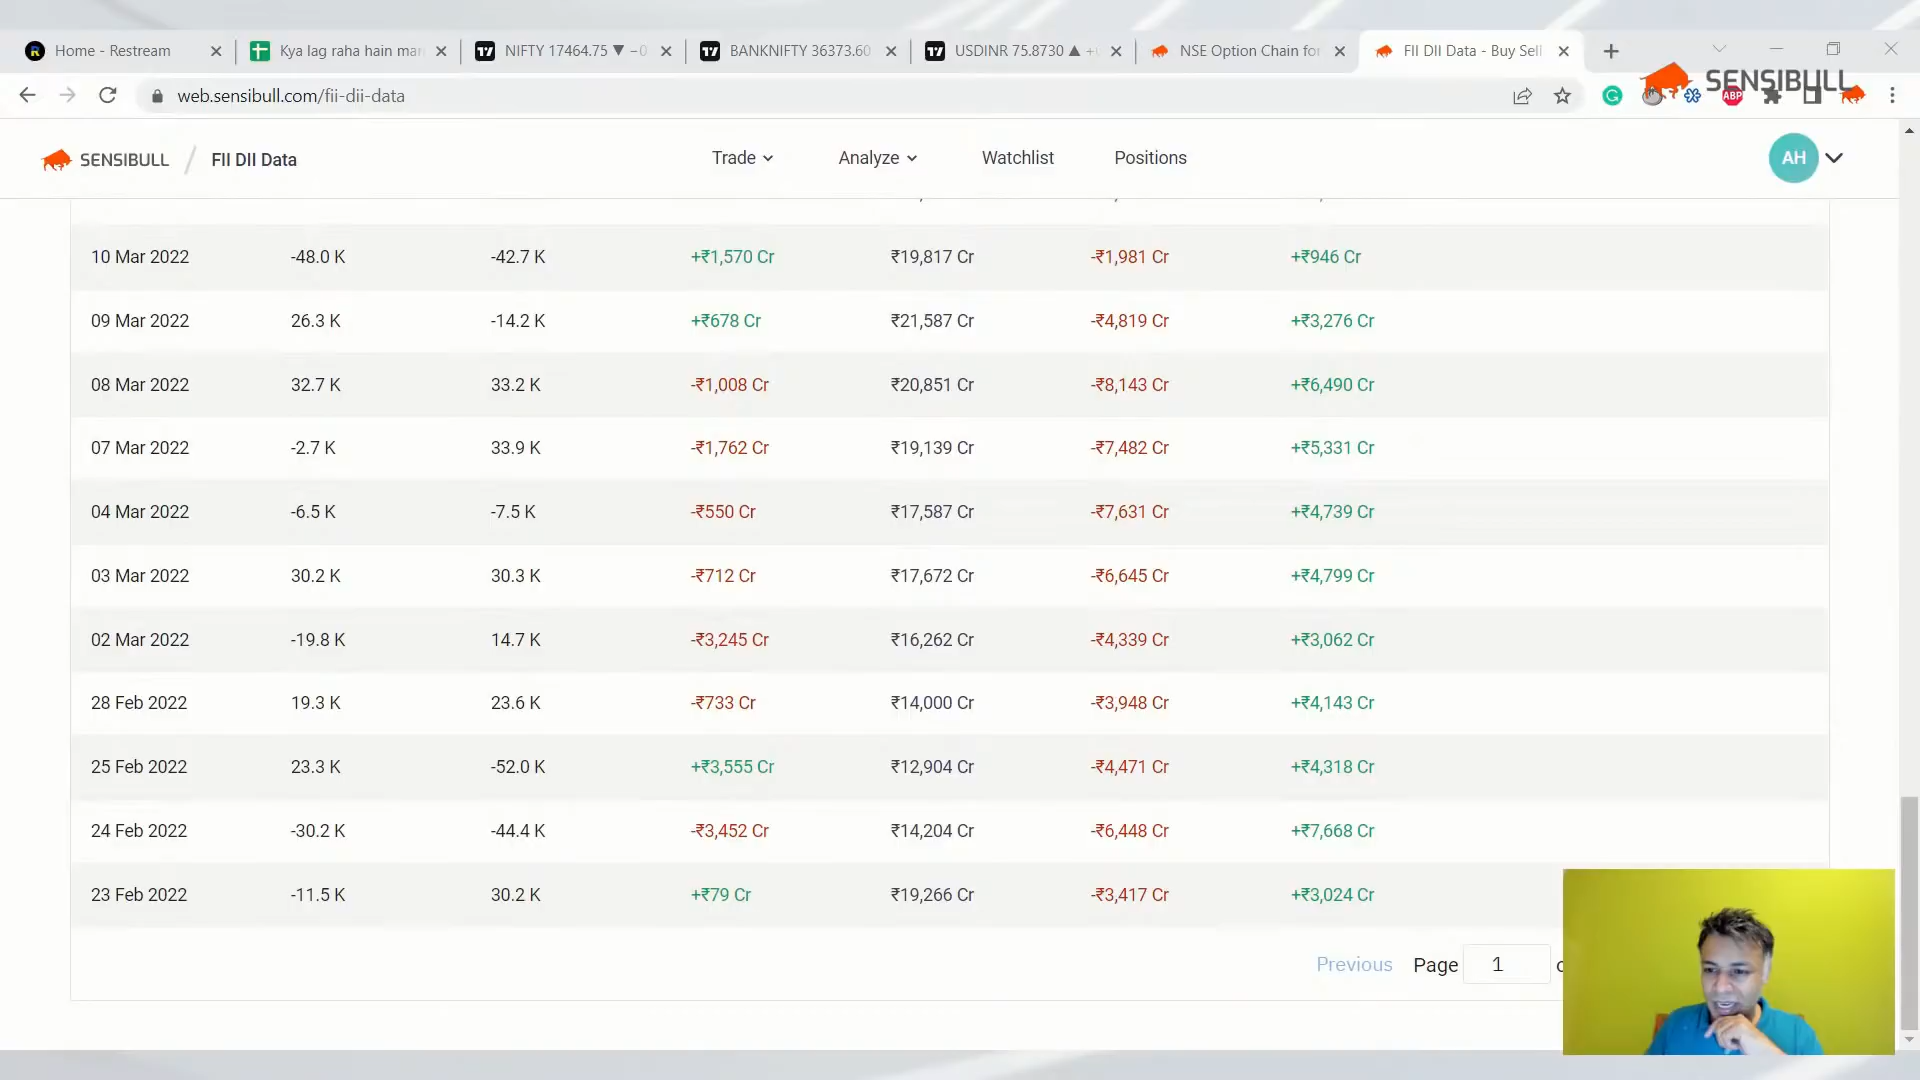 Home - Restream
Kya lag raha hain mar
NIFTY 17464.75 ▼ −0
BANKNIFTY 36373.60
USDINR 75.8730 ▲ +
NSE Option Chain for
FII DII Data - Buy Sell
web.sensibull.com/fii-dii-data
ABP
SENSIBULL
SENSIBULL / FII DII Data
Trade
Analyze
Watchlist
Positions
AH
10 Mar 2022 -48.0 K -42.7 K +₹1,570 Cr ₹19,817 Cr -₹1,981 Cr +₹946 Cr
09 Mar 2022 26.3 K -14.2 K +₹678 Cr ₹21,587 Cr -₹4,819 Cr +₹3,276 Cr
08 Mar 2022 32.7 K 33.2 K -₹1,008 Cr ₹20,851 Cr -₹8,143 Cr +₹6,490 Cr
07 Mar 2022 -2.7 K 33.9 K -₹1,762 Cr ₹19,139 Cr -₹7,482 Cr +₹5,331 Cr
04 Mar 2022 -6.5 K -7.5 K -₹550 Cr ₹17,587 Cr -₹7,631 Cr +₹4,739 Cr
03 Mar 2022 30.2 K 30.3 K -₹712 Cr ₹17,672 Cr -₹6,645 Cr +₹4,799 Cr
02 Mar 2022 -19.8 K 14.7 K -₹3,245 Cr ₹16,262 Cr -₹4,339 Cr +₹3,062 Cr
28 Feb 2022 19.3 K 23.6 K -₹733 Cr ₹14,000 Cr -₹3,948 Cr +₹4,143 Cr
25 Feb 2022 23.3 K -52.0 K +₹3,555 Cr ₹12,904 Cr -₹4,471 Cr +₹4,318 Cr
24 Feb 2022 -30.2 K -44.4 K -₹3,452 Cr ₹14,204 Cr -₹6,448 Cr +₹7,668 Cr
23 Feb 2022 -11.5 K 30.2 K +₹79 Cr ₹19,266 Cr -₹3,417 Cr +₹3,024 Cr
Previous Page 1